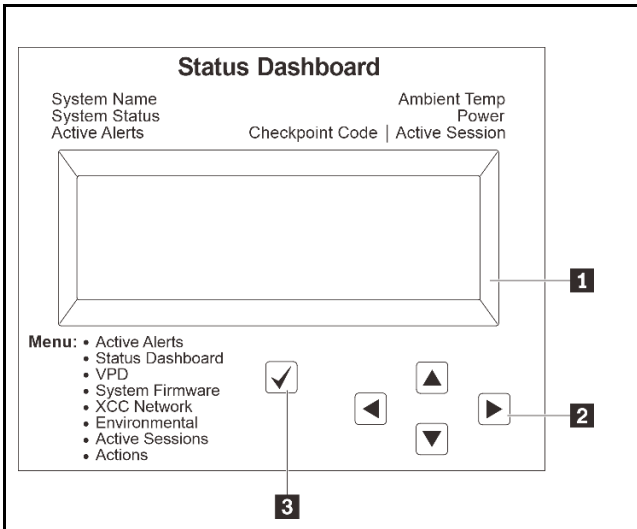 Status Dashboard
System Name
System Status
Active Alerts
Ambient Temp
Power
Checkpoint Code | Active Session
1
Menu: • Active Alerts
• Status Dashboard
• VPD
• System Firmware
• XCC Network
• Environmental
• Active Sessions
• Actions
2
3